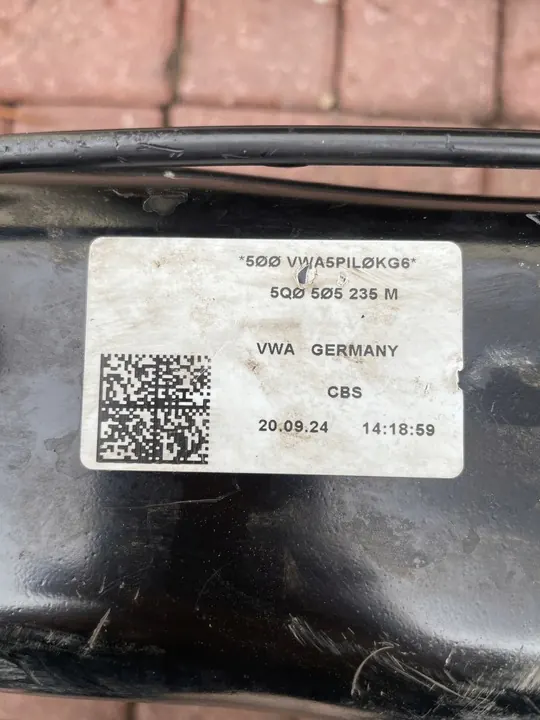 *5ØØ VWA5PILØKG6*
5QØ 5Ø5 235 M
VWA GERMANY
CBS
20.09.24 14:18:59